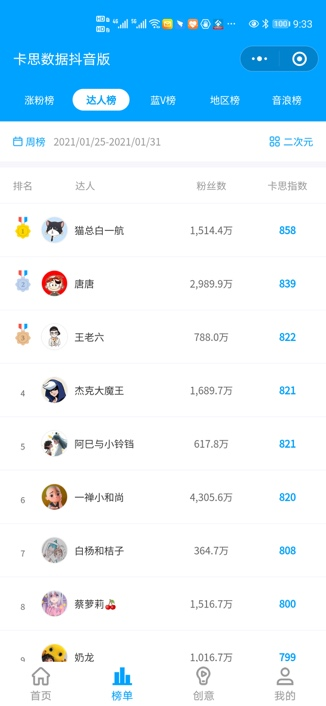 100 9:33
卡思数据抖音版
涨粉榜 达人榜 蓝V榜 地区榜 音浪榜
周榜 2021/01/25-2021/01/31 二次元
排名 达人 粉丝数 卡思指数
1 猫总白一航 1,514.4万 858
2 唐唐 2,989.9万 839
3 王老六 788.0万 822
4 杰克大魔王 1,689.7万 821
5 阿巳与小铃铛 617.8万 821
6 一禅小和尚 4,305.6万 820
7 白杨和桔子 364.7万 808
8 蔡萝莉🍒 1,516.7万 800
9 奶龙 1,016.7万 799
首页 榜单 创意 我的